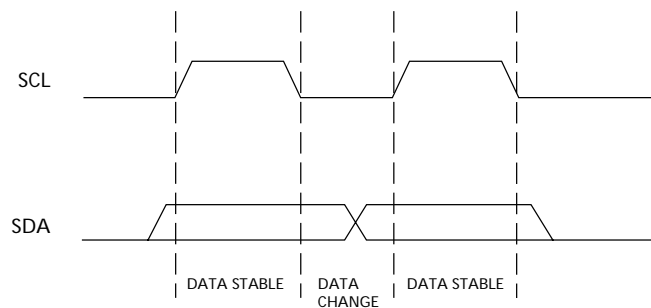 SCL
SDA
DATA STABLE
DATA
CHANGE
DATA STABLE